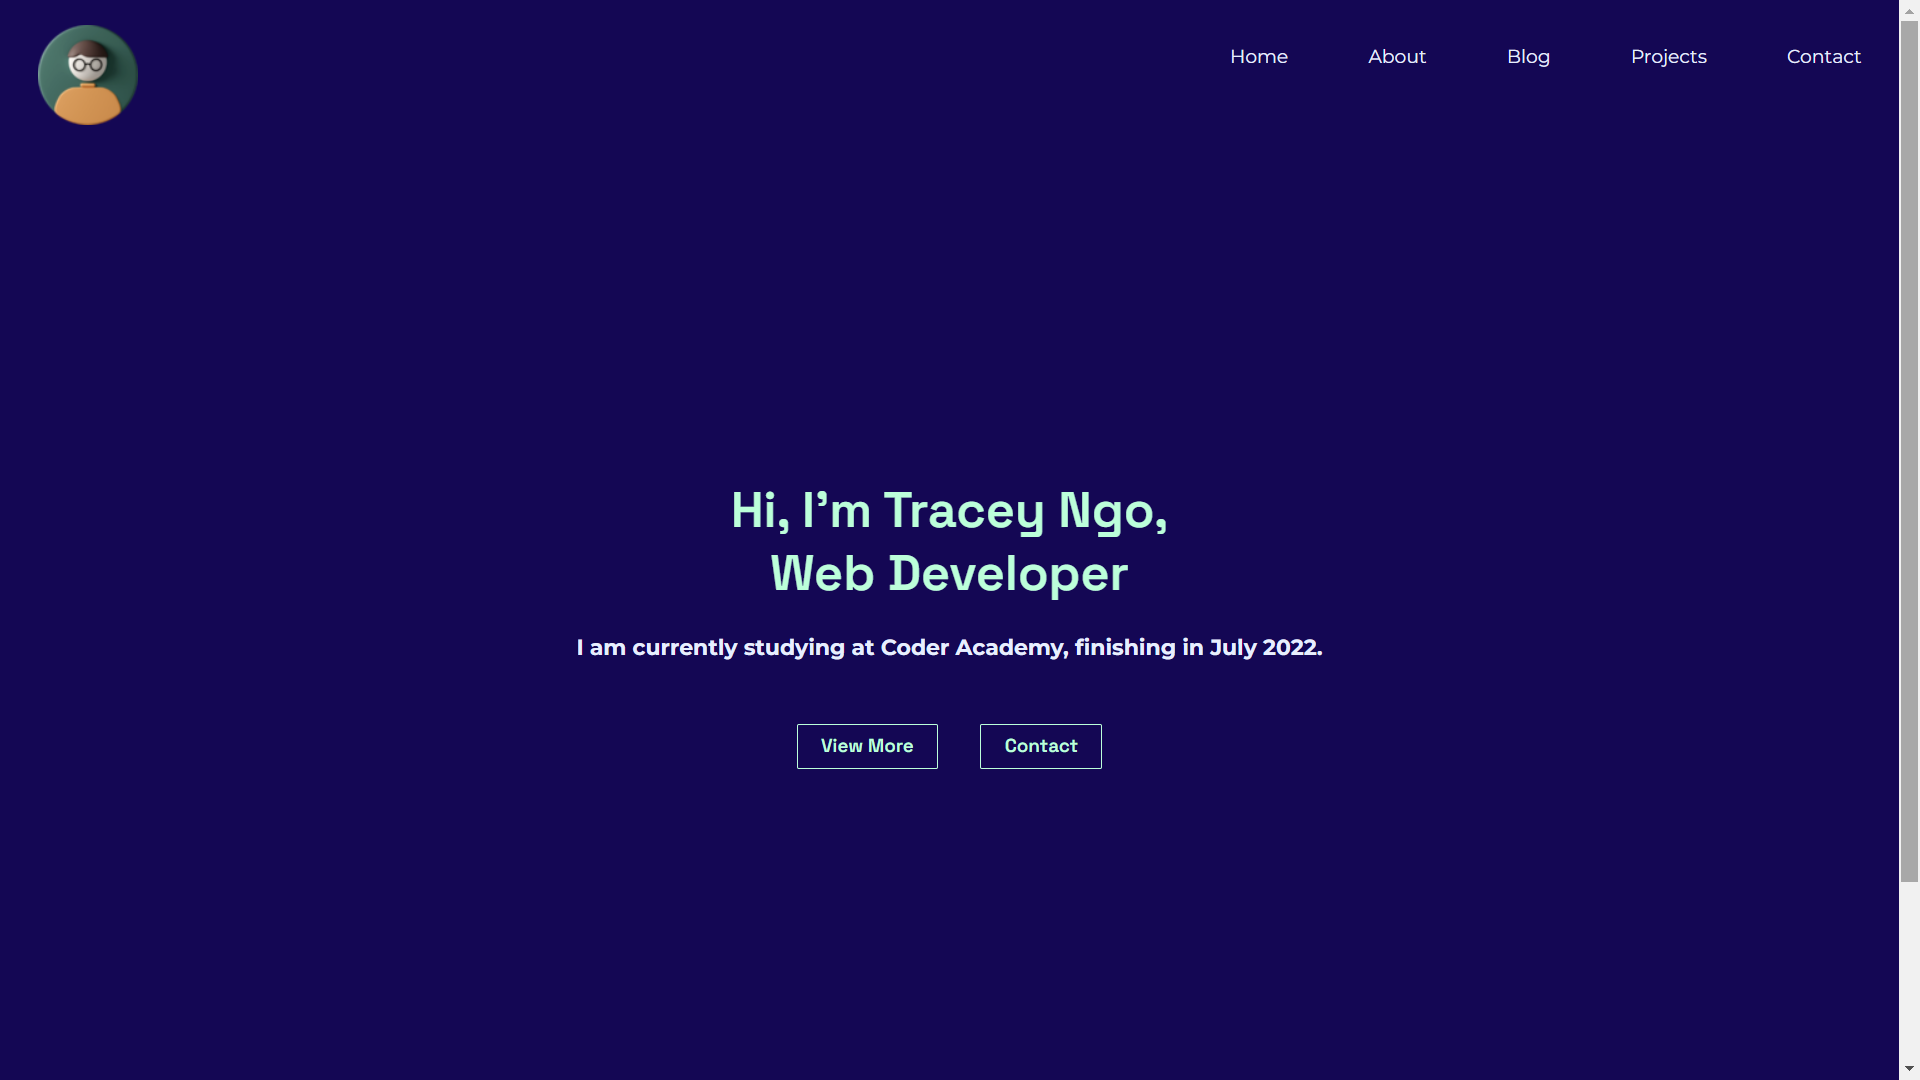 Home
About
Blog
Projects
Contact
Hi, I'm Tracey Ngo,
Web Developer
I am currently studying at Coder Academy, finishing in July 2022.
View More
Contact